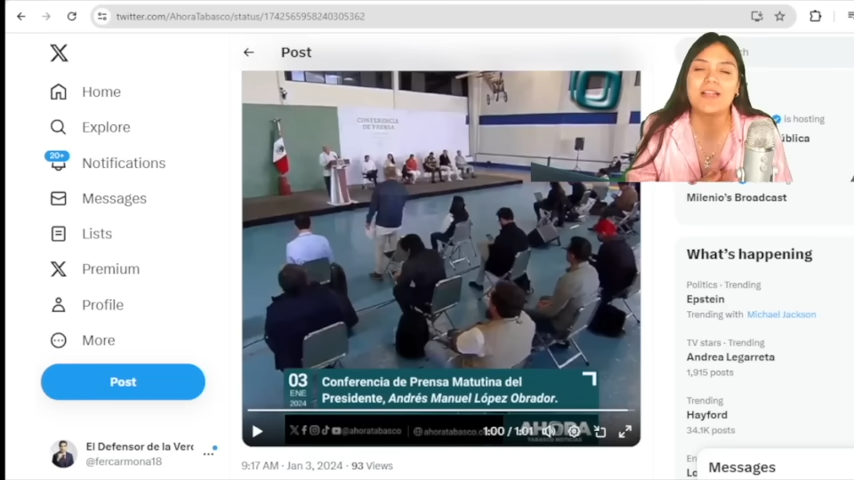 twitter.com/AhoraTabasco/status/1742565958240305362
Home
Explore
20+
Notifications
Messages
Lists
Premium
Profile
More
Post
El Defensor de la Verd
@fercarmona18
Post
CONFERENCIA
DE PRENSA
03
ENE
2024
Conferencia de Prensa Matutina del
Presidente, Andrés Manuel López Obrador.
@ahoratabasco
@ahoratabasco.c
AHORA
TABASCO NOTICIAS
1:00 / 1:01
9:17 AM · Jan 3, 2024 · 93 Views
is hosting
Milenio's Broadcast
What's happening
Politics · Trending
Epstein
Trending with Michael Jackson
TV stars · Trending
Andrea Legarreta
1,915 posts
Trending
Hayford
34.1K posts
Messages